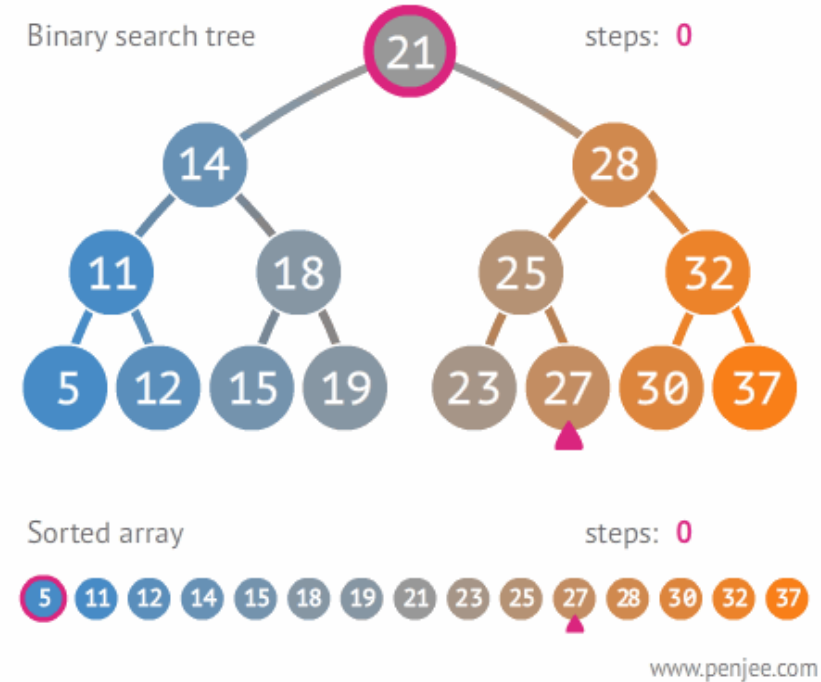 Binary search tree steps: 0
21
14 28
11 18 25 32
5 12 15 19 23 27 30 37
Sorted array steps: 0
5 11 12 14 15 18 19 21 23 25 27 28 30 32 37
www.penjee.com